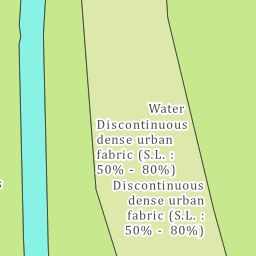 Water
Discontinuous
dense urban
fabric (S.L. :
50% - 80%)
Discontinuous
dense urban
fabric (S.L. :
50% - 80%)